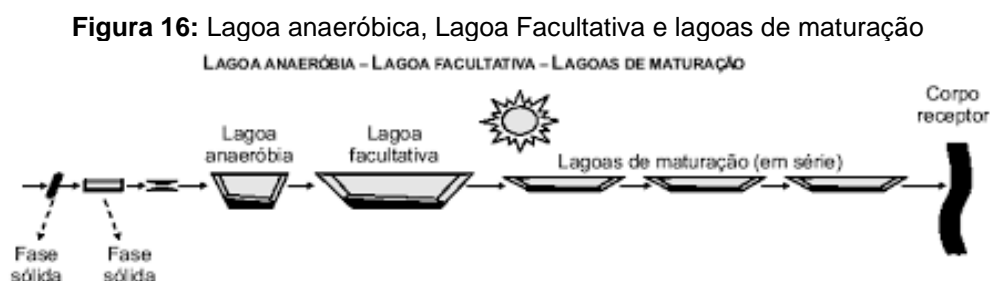 Figura 16: Lagoa anaeróbica, Lagoa Facultativa e lagoas de maturação
LAGOA ANAERÓBIA – LAGOA FACULTATIVA – LAGOAS DE MATURAÇÃO
Corpo
receptor
Lagoa
anaeróbia
Lagoa
facultativa
Lagoas de maturação (em série)
Fase
sólida
Fase
sólida